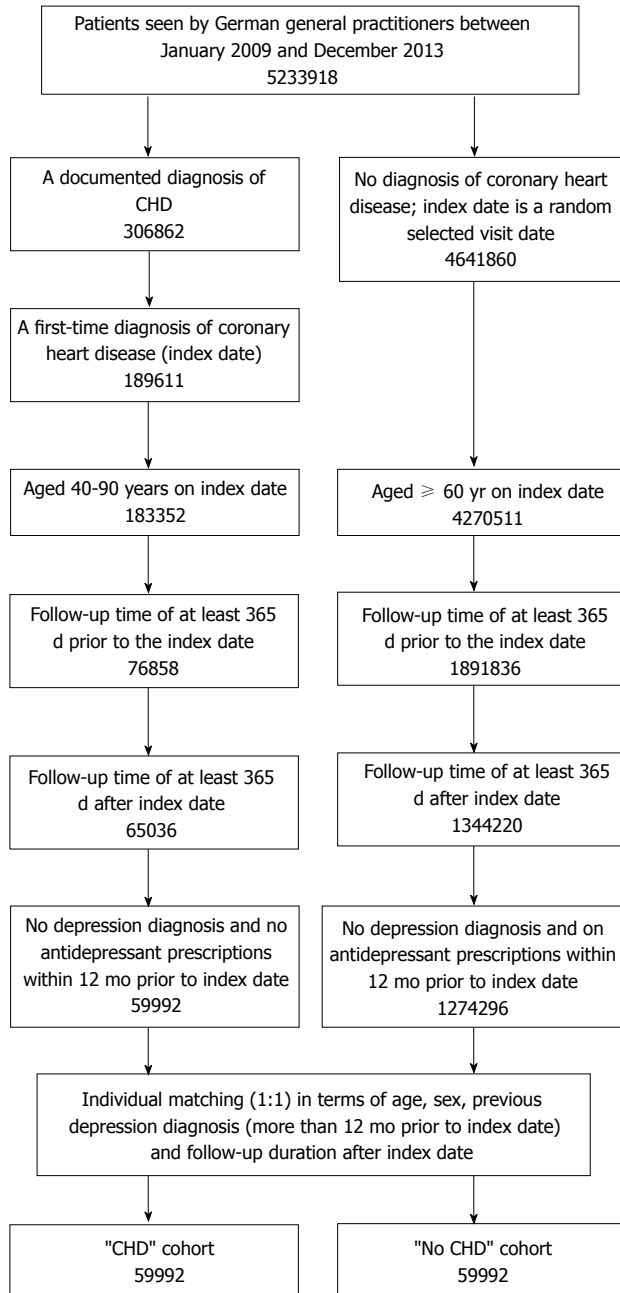 Patients seen by German general practitioners between
January 2009 and December 2013
5233918
A documented diagnosis of
CHD
306862
No diagnosis of coronary heart
disease; index date is a random
selected visit date
4641860
A first-time diagnosis of coronary
heart disease (index date)
189611
Aged 40-90 years on index date
183352
Aged ≥ 60 yr on index date
4270511
Follow-up time of at least 365
d prior to the index date
76858
Follow-up time of at least 365
d prior to the index date
1891836
Follow-up time of at least 365
d after index date
65036
Follow-up time of at least 365
d after index date
1344220
No depression diagnosis and no
antidepressant prescriptions
within 12 mo prior to index date
59992
No depression diagnosis and on
antidepressant prescriptions within
12 mo prior to index date
1274296
Individual matching (1:1) in terms of age, sex, previous
depression diagnosis (more than 12 mo prior to index date)
and follow-up duration after index date
"CHD" cohort
59992
"No CHD" cohort
59992